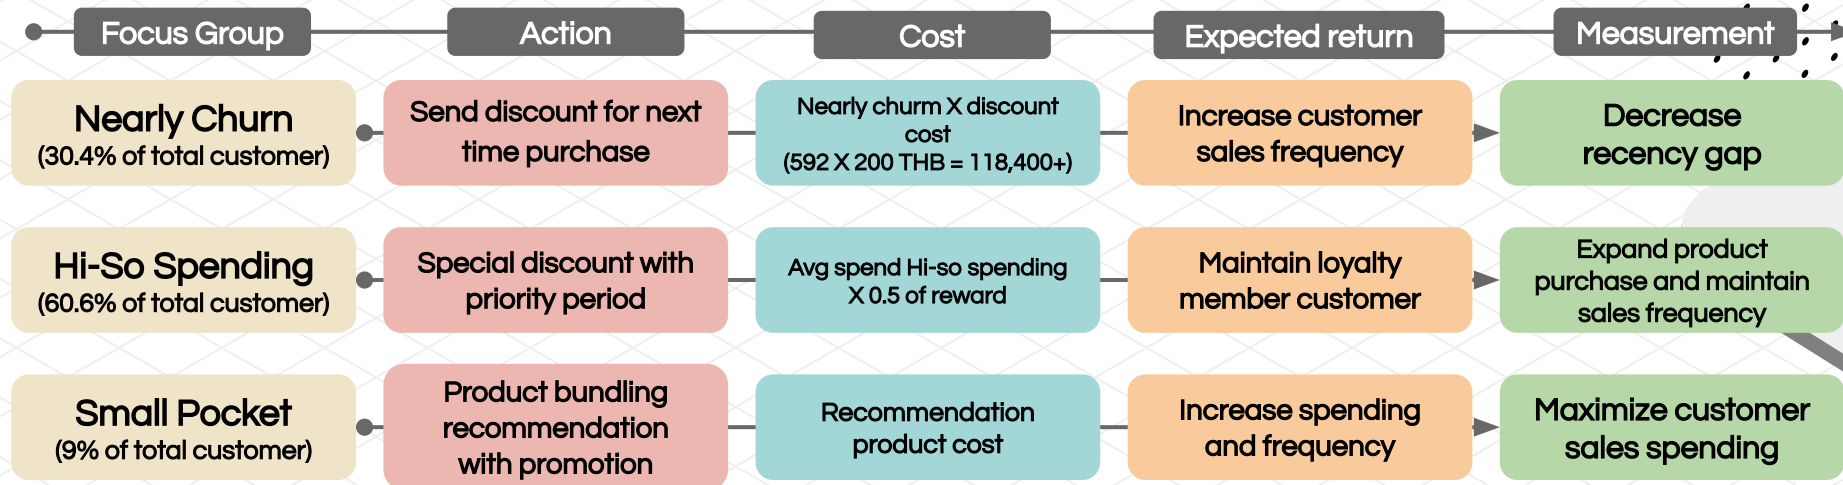 Focus Group
Action
Cost
Expected return
Measurement
Nearly Churn
(30.4% of total customer)
Send discount for next
time purchase
Nearly churm X discount
cost
(592 X 200 THB = 118,400+)
Increase customer
sales frequency
Decrease
recency gap
Hi-So Spending
(60.6% of total customer)
Special discount with
priority period
Avg spend Hi-so spending
X 0.5 of reward
Maintain loyalty
member customer
Expand product
purchase and maintain
sales frequency
Small Pocket
(9% of total customer)
Product bundling
recommendation
with promotion
Recommendation
product cost
Increase spending
and frequency
Maximize customer
sales spending